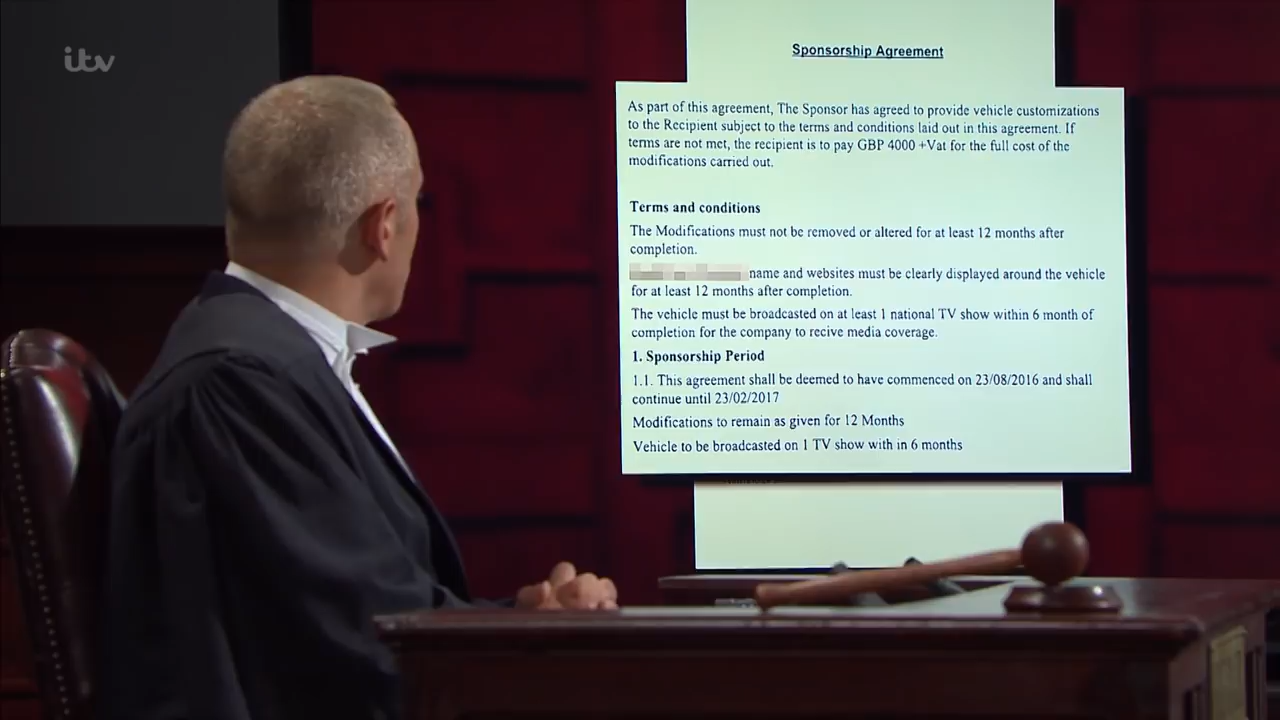 itv
Sponsorship Agreement
As part of this agreement, The Sponsor has agreed to provide vehicle customizations
to the Recipient subject to the terms and conditions laid out in this agreement. If
terms are not met, the recipient is to pay GBP 4000 +Vat for the full cost of the
modifications carried out.
Terms and conditions
The Modifications must not be removed or altered for at least 12 months after
completion.
name and websites must be clearly displayed around the vehicle
for at least 12 months after completion.
The vehicle must be broadcasted on at least 1 national TV show within 6 month of
completion for the company to recive media coverage.
1. Sponsorship Period
1.1. This agreement shall be deemed to have commenced on 23/08/2016 and shall
continue until 23/02/2017
Modifications to remain as given for 12 Months
Vehicle to be broadcasted on 1 TV show with in 6 months